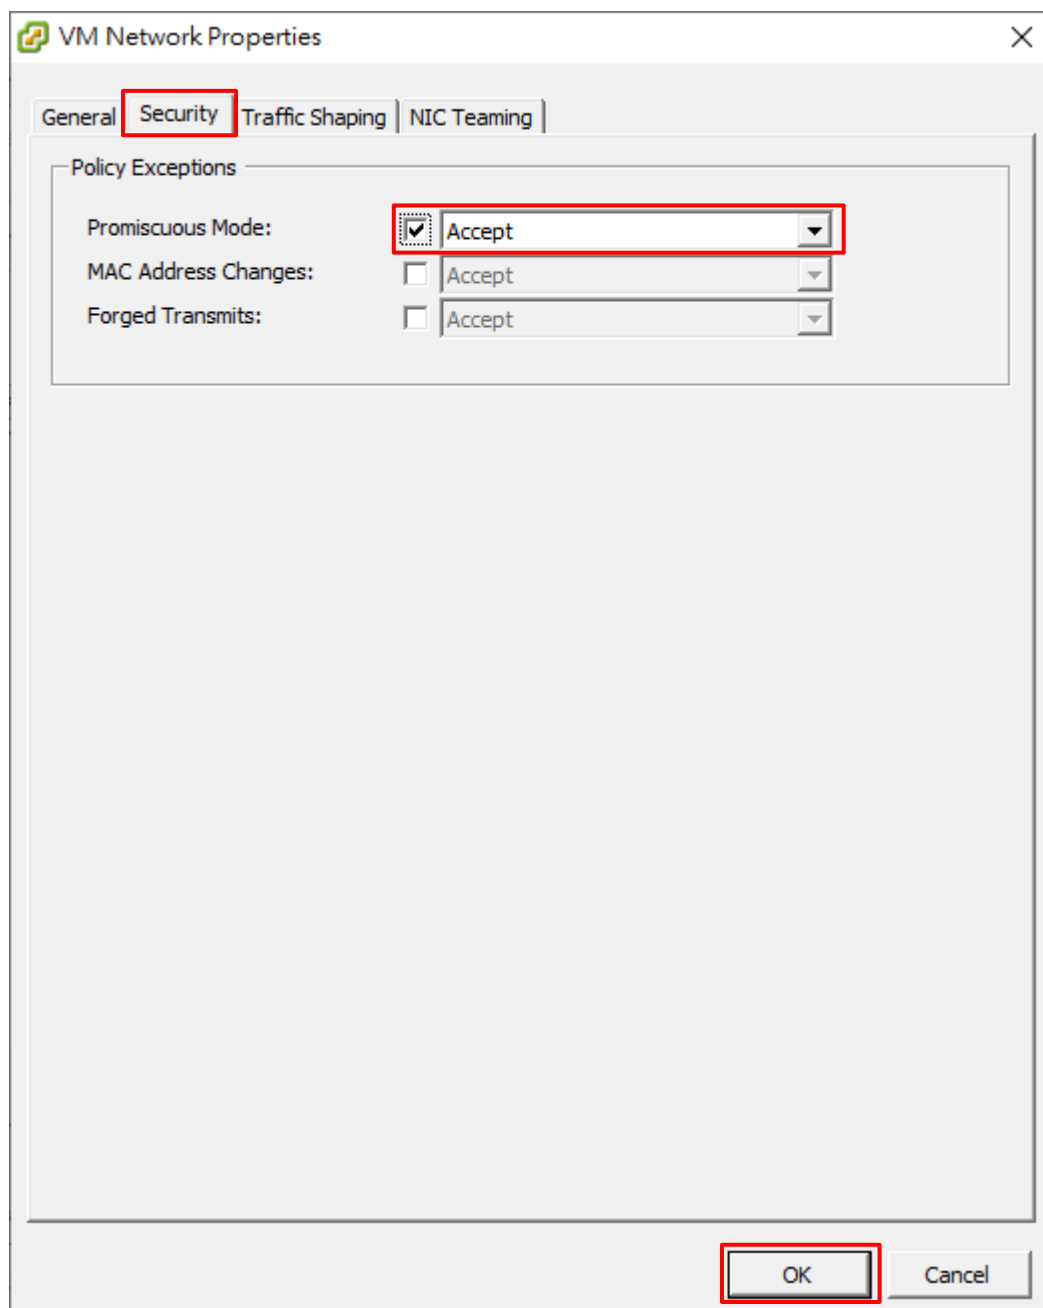 VM Network Properties
General Security Traffic Shaping NIC Teaming
Policy Exceptions
Promiscuous Mode: Accept
MAC Address Changes: Accept
Forged Transmits: Accept
OK Cancel